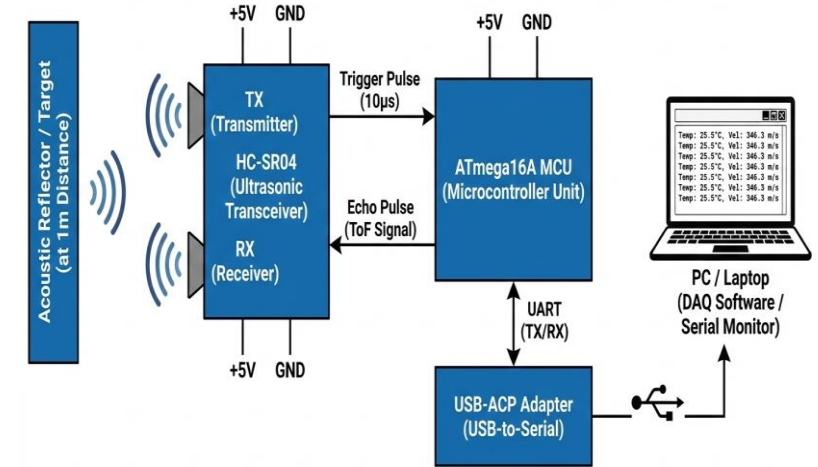 Acoustic Reflector / Target
(at 1m Distance)
+5V GND
TX
(Transmitter)
HC-SR04
(Ultrasonic
Transceiver)
RX
(Receiver)
+5V GND
Trigger Pulse
(10µs)
Echo Pulse
(ToF Signal)
+5V GND
ATmega16A MCU
(Microcontroller Unit)
UART
(TX/RX)
USB-ACP Adapter
(USB-to-Serial)
Temp: 25.5°C, Vel: 346.3 m/s
Temp: 25.5°C, Vel: 346.3 m/s
Temp: 25.5°C, Vel: 346.3 m/s
Temp: 25.5°C, Vel: 346.3 m/s
Temp: 25.5°C, Vel: 346.3 m/s
Temp: 25.5°C, Vel: 346.3 m/s
Temp: 25.5°C, Vel: 346.3 m/s
PC / Laptop
(DAQ Software /
Serial Monitor)